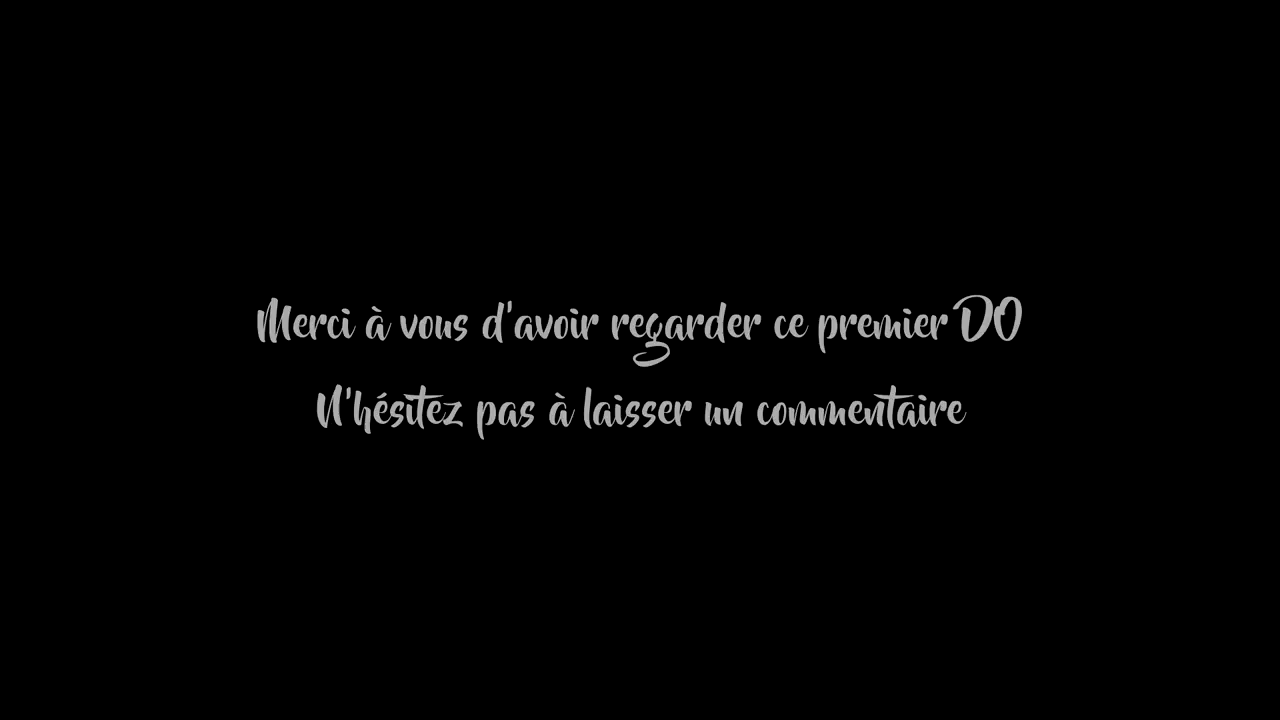 Merci à vous d'avoir regarder ce premier DO
N'hésitez pas à laisser un commentaire